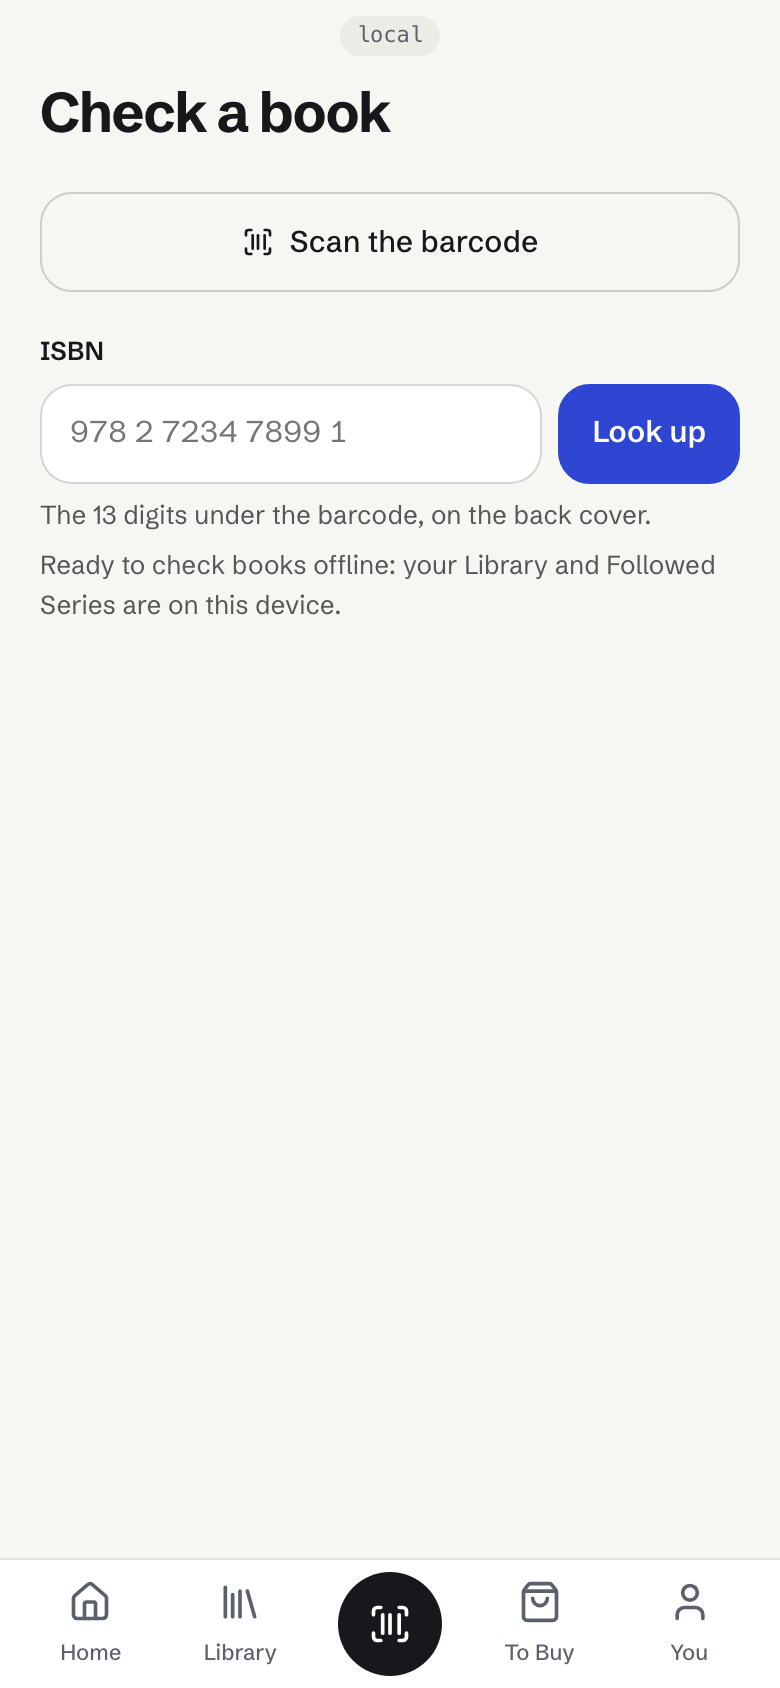 local
Check a book
Scan the barcode
ISBN
978 2 7234 7899 1
Look up
The 13 digits under the barcode, on the back cover.
Ready to check books offline: your Library and Followed
Series are on this device.
Home
Library
To Buy
You